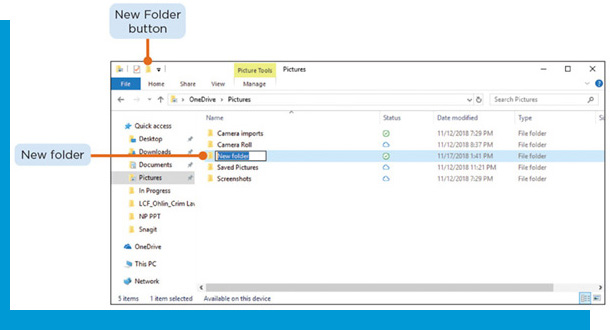 New Folder
button
Picture Tools Pictures
File Home Share View Manage
OneDrive › Pictures Search Pictures
Name Status Date modified Type
Quick access
Desktop
Downloads
Documents
Pictures
In Progress
LCF_Ohlin_Crim Lav
NP PPT
Snagit
OneDrive
This PC
Network
New folder
Camera imports 11/12/2018 7:29 PM File folder
Camera Roll 11/12/2018 8:37 PM File folder
New folder 11/17/2018 1:41 PM File folder
Saved Pictures 11/12/2018 11:21 PM File folder
Screenshots 11/12/2018 7:29 PM File folder
5 items 1 item selected Available on this device